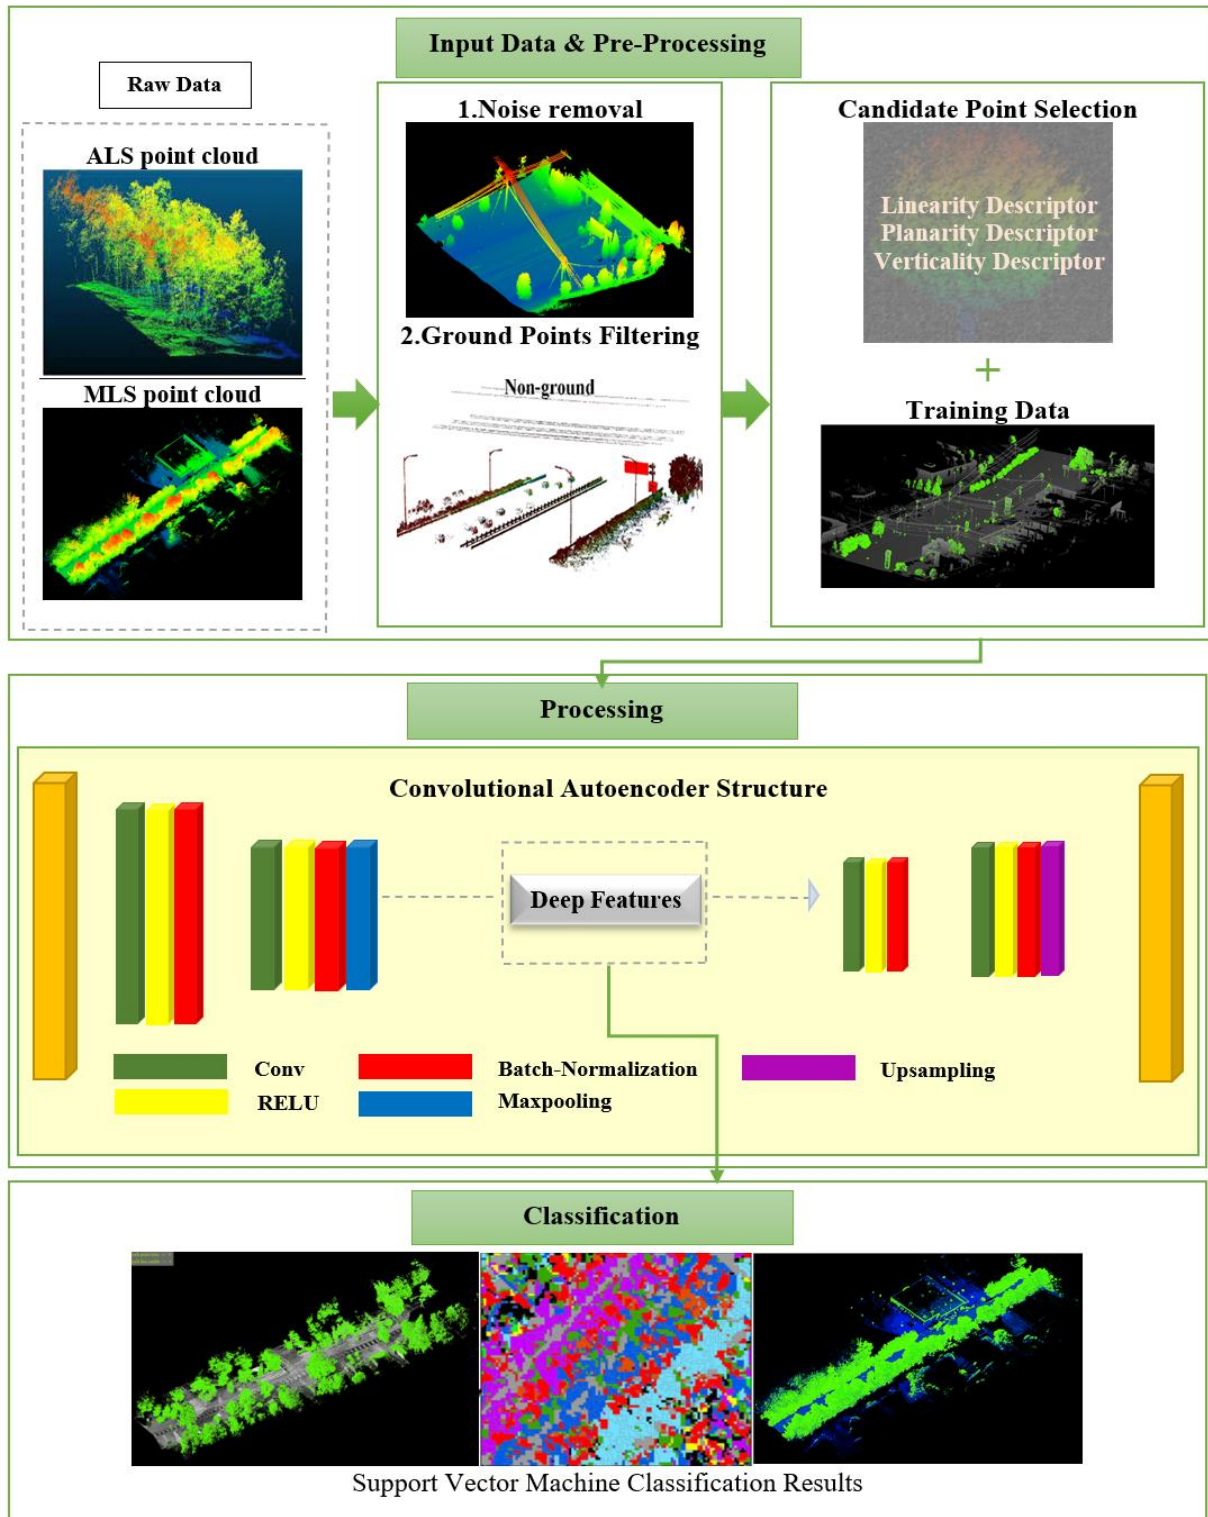 Input Data & Pre-Processing
Raw Data
ALS point cloud
MLS point cloud
1.Noise removal
2.Ground Points Filtering
Non-ground
Candidate Point Selection
Linearity Descriptor
Planarity Descriptor
Verticality Descriptor
+
Training Data
Processing
Convolutional Autoencoder Structure
Deep Features
Conv
Batch-Normalization
Upsampling
RELU
Maxpooling
Classification
Support Vector Machine Classification Results